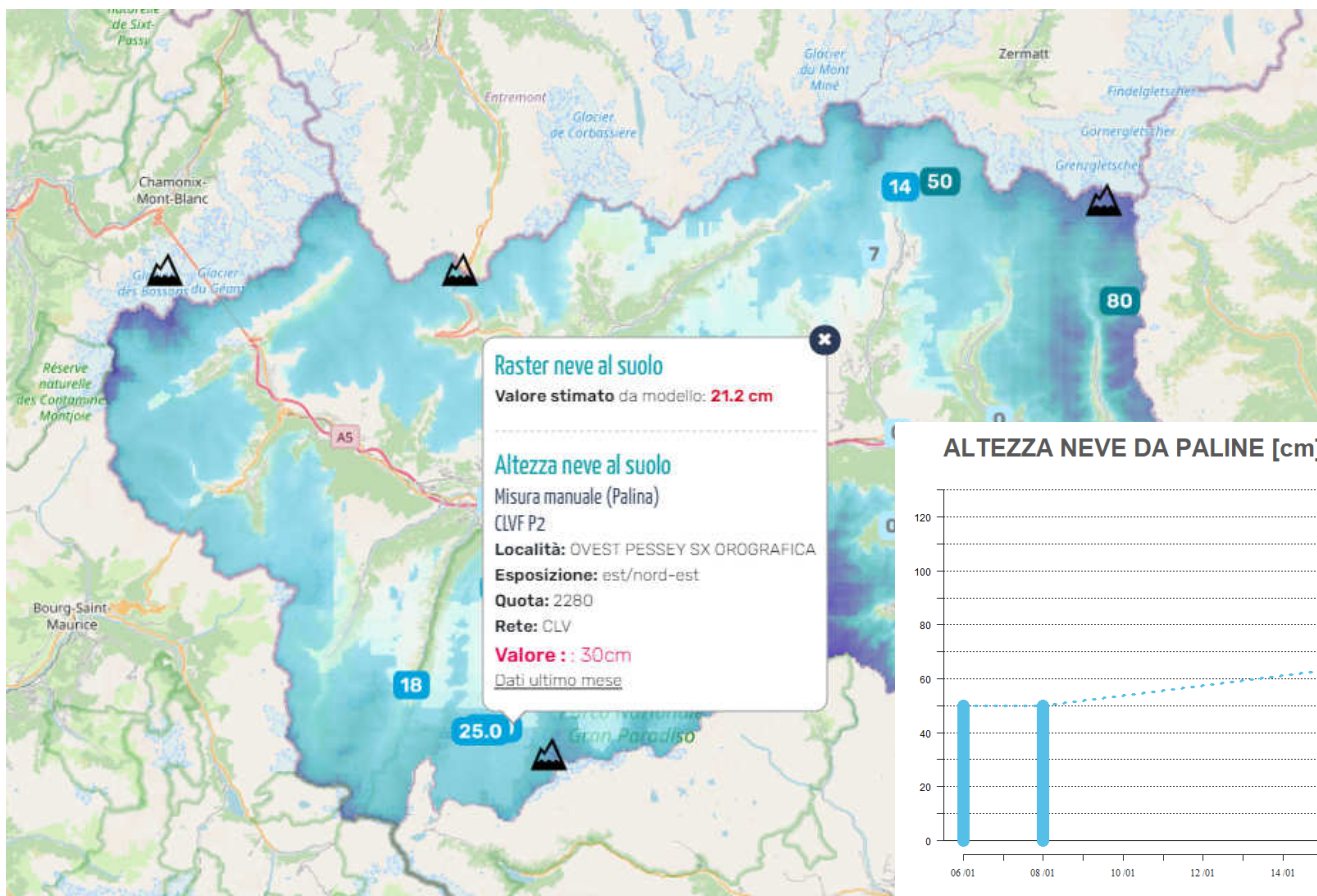 naturelle
de Sixt-
Passy
Zermatt
Glacier
du Mont
Miné
Findelgletscher
Entremont
Glacier
de Corbassière
Gornergletscher
Grenzgletscher
Chamonix-
Mont-Blanc
14
50
7
Glacier
des Bossons
Glacier
du Géant
80
Réserve
naturelle
des Contamines
Montjoie
A5
Raster neve al suolo
Valore stimato da modello: 21.2 cm
Altezza neve al suolo
Misura manuale (Palina)
CLVF P2
Località: OVEST PESSEY SX OROGRAFICA
Esposizione: est/nord-est
Quota: 2280
Rete: CLV
Valore : : 30cm
Dati ultimo mese
0
0
Bourg-Saint-
Maurice
18
25.0
Parco Nazionale
Gran Paradiso
ALTEZZA NEVE DA PALINE [cm]
120
100
80
60
40
20
0
06 /01
08 /01
10 /01
12 /01
14 /01